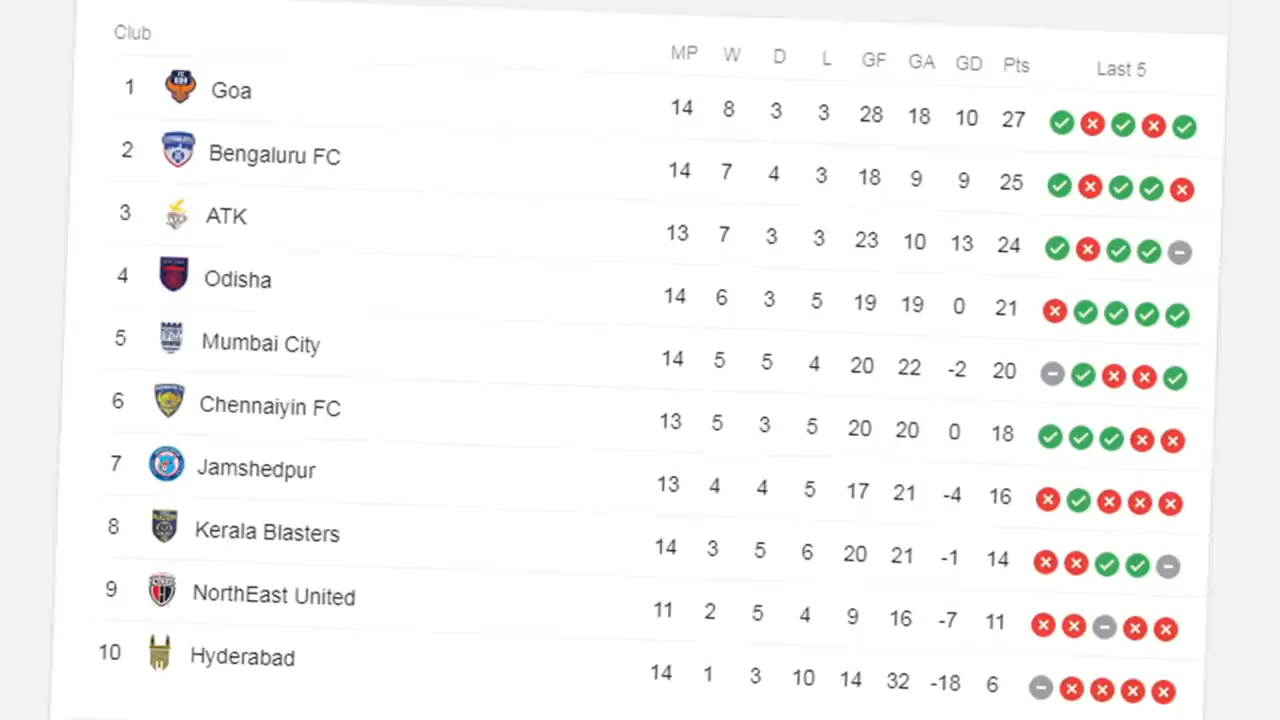 Club MP W D L GF GA GD Pts Last 5
1 Goa 14 8 3 3 28 18 10 27
2 Bengaluru FC 14 7 4 3 18 9 9 25
3 ATK 13 7 3 3 23 10 13 24
4 Odisha 14 6 3 5 19 19 0 21
5 Mumbai City 14 5 5 4 20 22 -2 20
6 Chennaiyin FC 13 5 3 5 20 20 0 18
7 Jamshedpur 13 4 4 5 17 21 -4 16
8 Kerala Blasters 14 3 5 6 20 21 -1 14
9 NorthEast United 11 2 5 4 9 16 -7 11
10 Hyderabad 14 1 3 10 14 32 -18 6